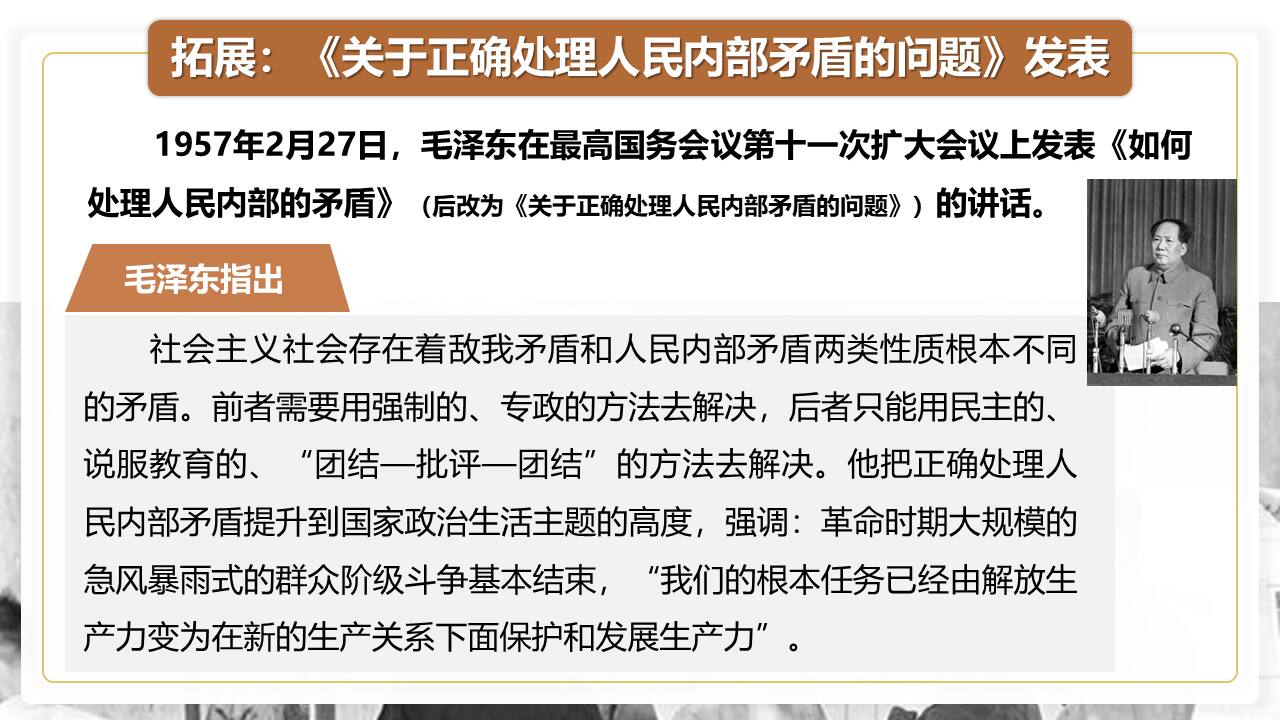 拓展：《关于正确处理人民内部矛盾的问题》发表
1957年2月27日，毛泽东在最高国务会议第十一次扩大会议上发表《如何
处理人民内部的矛盾》（后改为《关于正确处理人民内部矛盾的问题》）的讲话。
毛泽东指出
社会主义社会存在着敌我矛盾和人民内部矛盾两类性质根本不同
的矛盾。前者需要用强制的、专政的方法去解决，后者只能用民主的、
说服教育的、“团结—批评—团结”的方法去解决。他把正确处理人
民内部矛盾提升到国家政治生活主题的高度，强调：革命时期大规模的
急风暴雨式的群众阶级斗争基本结束，“我们的根本任务已经由解放生
产力变为在新的生产关系下面保护和发展生产力”。